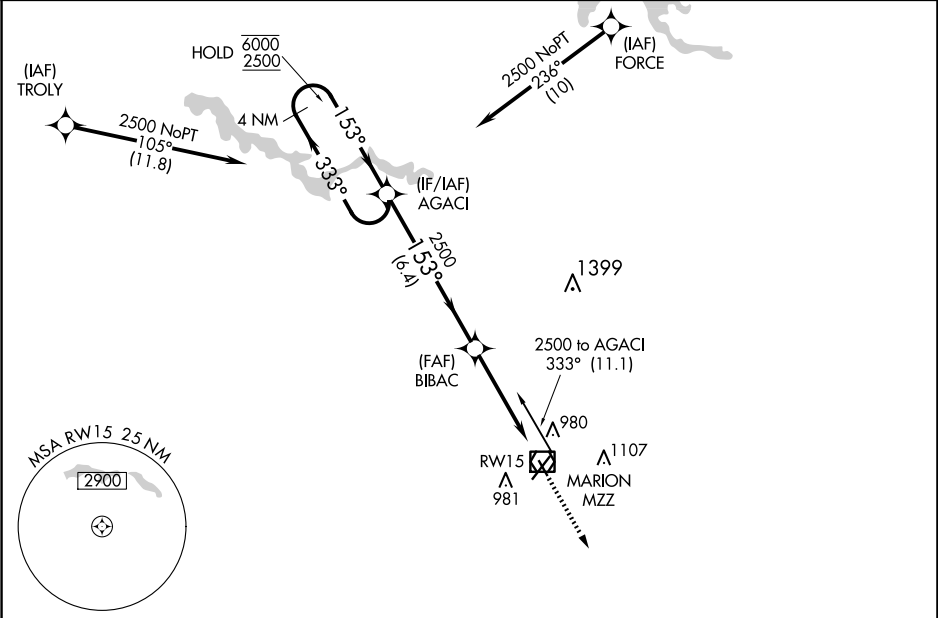 (IAF)
TROLY
2500 NoPT
105°
(11.8)
HOLD 6000
2500
4 NM
153°
333°
(IF/IAF)
AGACI
2500 NoPT
236°
(10)
(IAF)
FORCE
2500
153°
(6.4)
1399
(FAF)
BIBAC
2500 to AGACI
333° (11.1)
980
RW15
1107
981
MARION
MZZ
MSA RW15 25 NM
2900